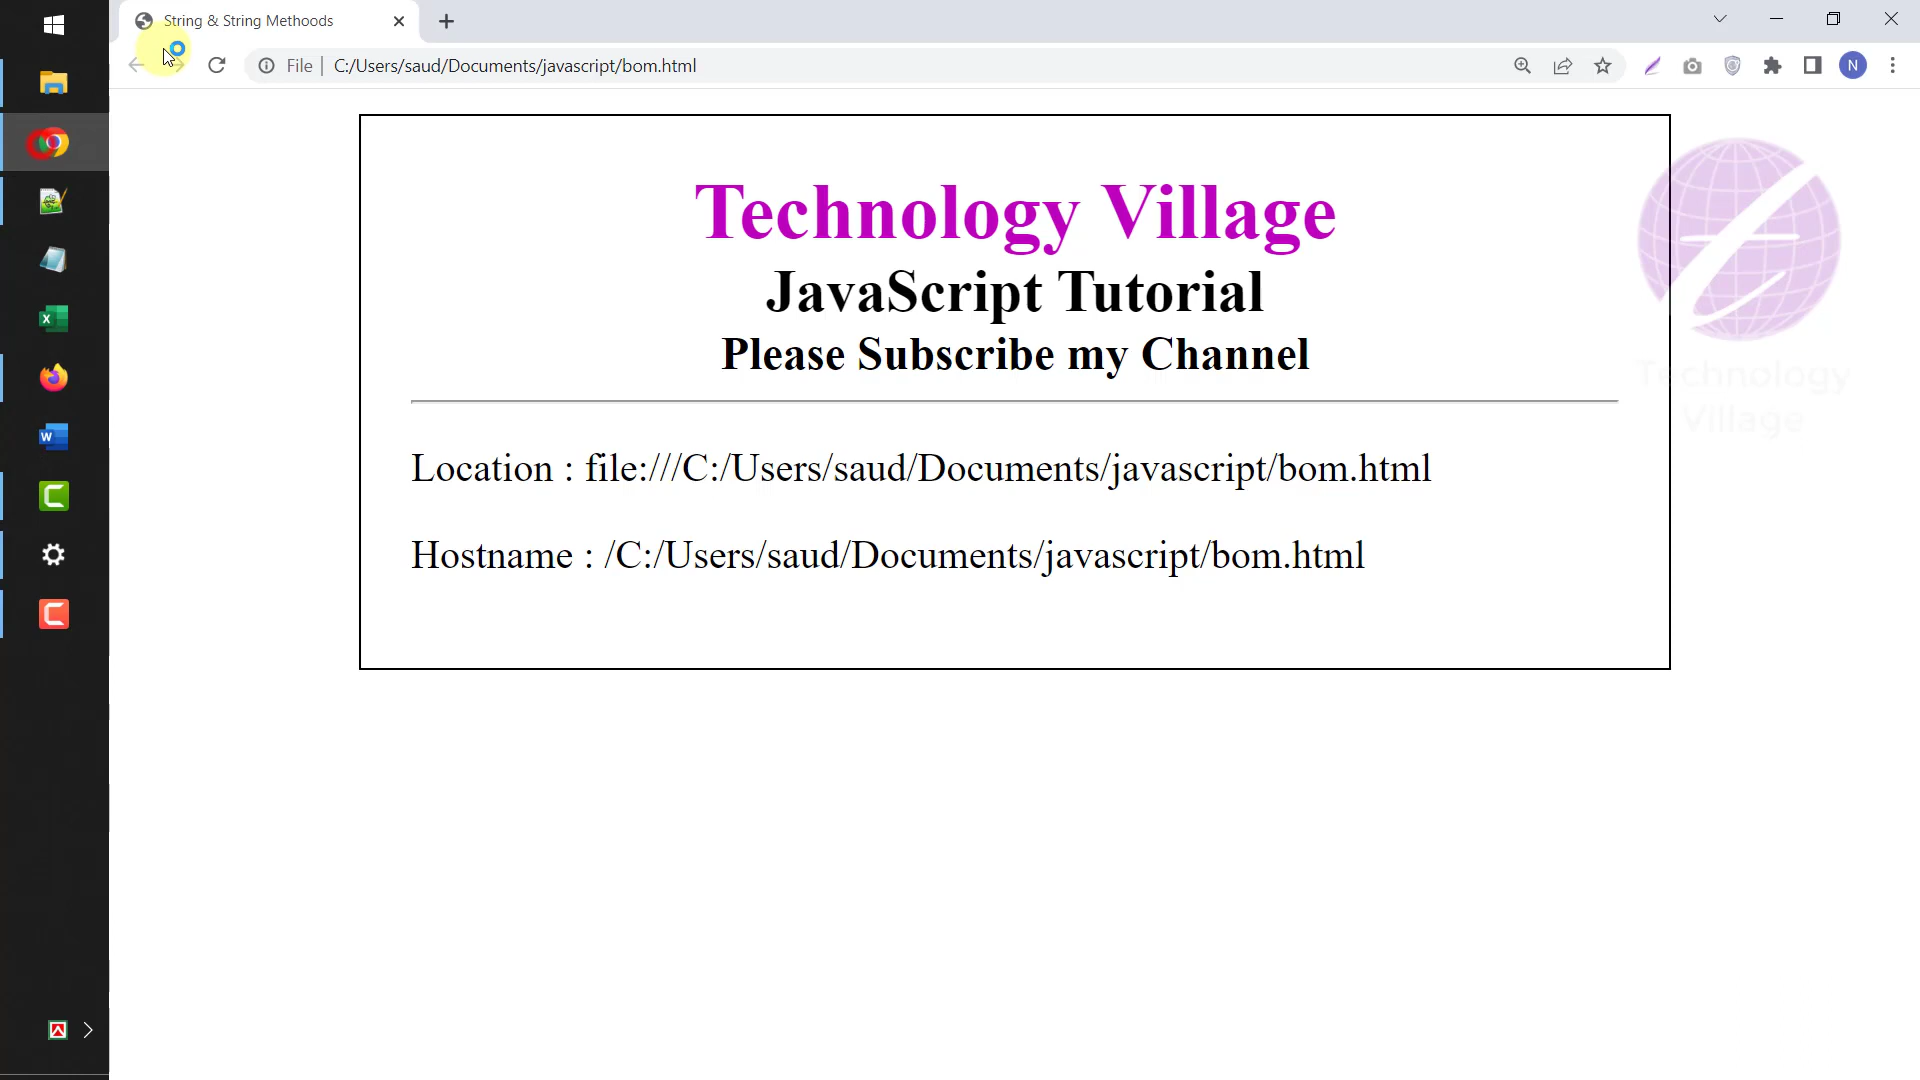 String & String Methoods
File | C:/Users/saud/Documents/javascript/bom.html
N
Technology Village
JavaScript Tutorial
Please Subscribe my Channel
Technology
Village
Location : file:///C:/Users/saud/Documents/javascript/bom.html
Hostname : /C:/Users/saud/Documents/javascript/bom.html